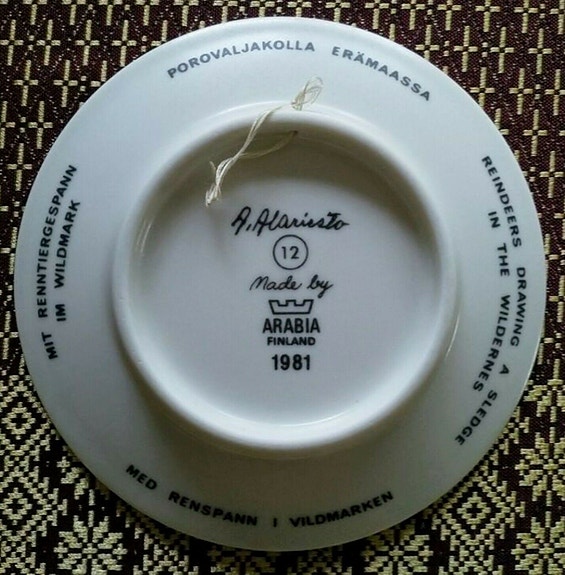 POROVALJAKOLLA ERÄMAASSA
REINDEERS DRAWING A SLEDGE
IN THE WILDERNES
MED RENSPANN I VILDMARKEN
MIT RENNTIERGESPANN
IM WILDMARK
A. Alariesto
12
Made by
ARABIA
FINLAND
1981